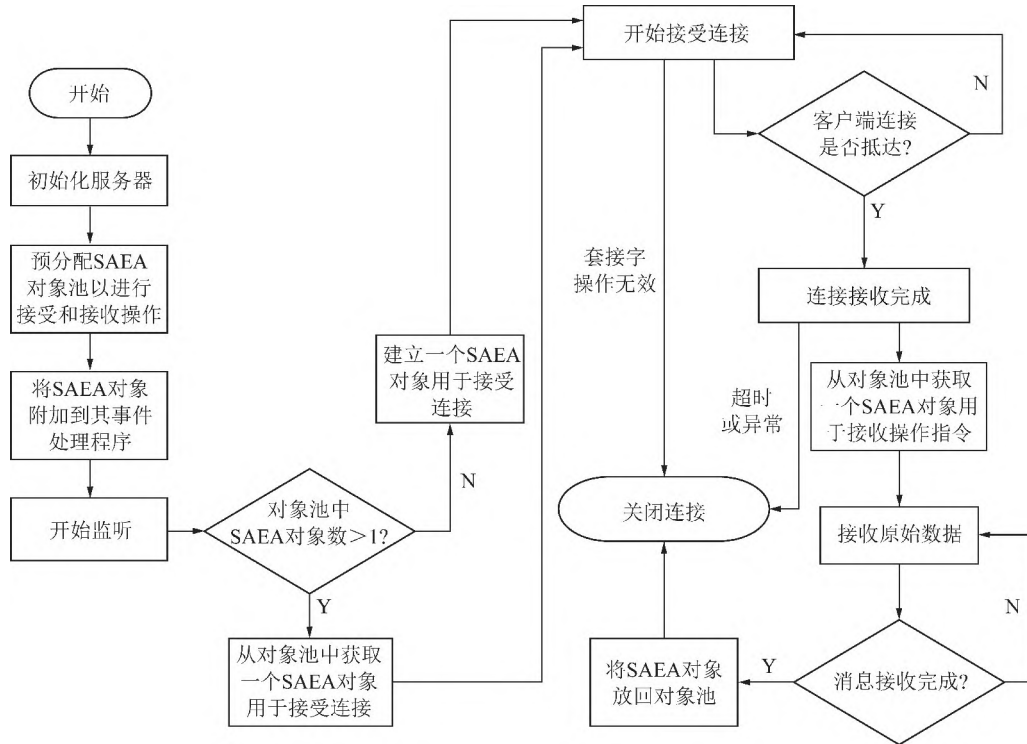 开始
初始化服务器
预分配SAEA
对象池以进行
接受和接收操作
将SAEA对象
附加到其事件
处理程序
开始监听
对象池中
SAEA对象数>1?
N
建立一个SAEA
对象用于接受
连接
Y
从对象池中获取
一个SAEA对象
用于接受连接
开始接受连接
套接字
操作无效
客户端连接
是否抵达?
N
Y
连接接收完成
超时
或异常
从对象池中获取
一个SAEA对象用
于接收操作指令
接收原始数据
消息接收完成?
N
Y
将SAEA对象
放回对象池
关闭连接